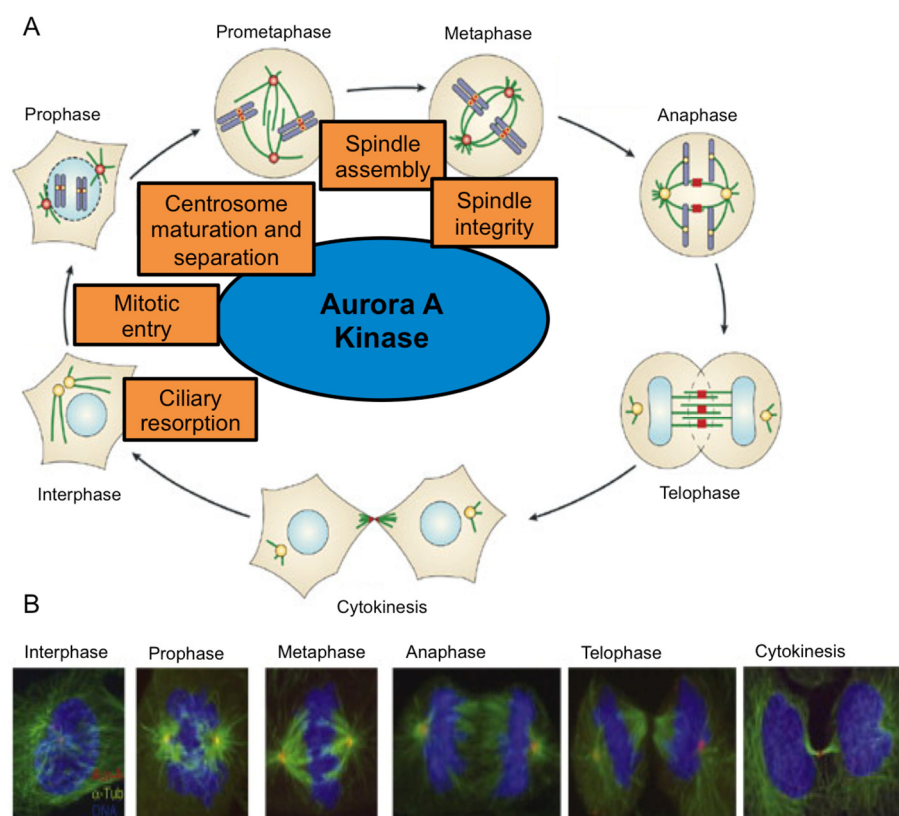 A
Prometaphase
Metaphase
Prophase
Anaphase
Spindle
assembly
Centrosome
maturation and
separation
Spindle
integrity
Aurora A
Kinase
Mitotic
entry
Ciliary
resorption
Interphase
Telophase
Cytokinesis
B
Interphase
Prophase
Metaphase
Anaphase
Telophase
Cytokinesis
α-Tub
DNA